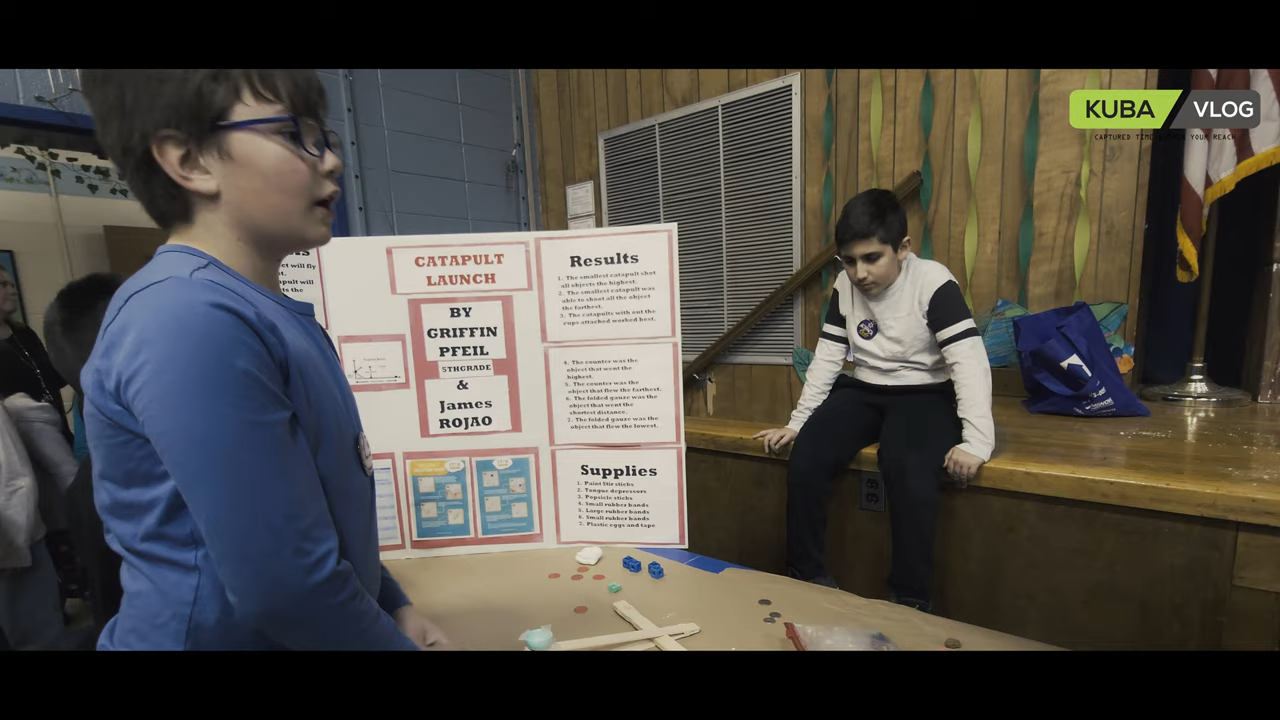 KUBA VLOG
CATAPULT
LAUNCH
BY
GRIFFIN
PFEIL
5THGRADE
&
James
ROJAO
Results
1. The smallest catapult shot
all objects the highest.
2. The smallest catapult was
able to shoot all the object
the farthest.
3. The catapults with out the
cups attached worked best.
4. The counter was the
object that went the
highest.
5. The counter was the
object that flew the farthest.
6. The folded gauze was the
object that went the
shortest distance.
7. The folded gauze was the
object that flew the lowest.
Supplies
1. Paint Stir sticks
2. Tongue depressors
3. Popsicle sticks
4. Small rubber bands
5. Large rubber bands
6. Small rubber bands
7. Plastic eggs and tape